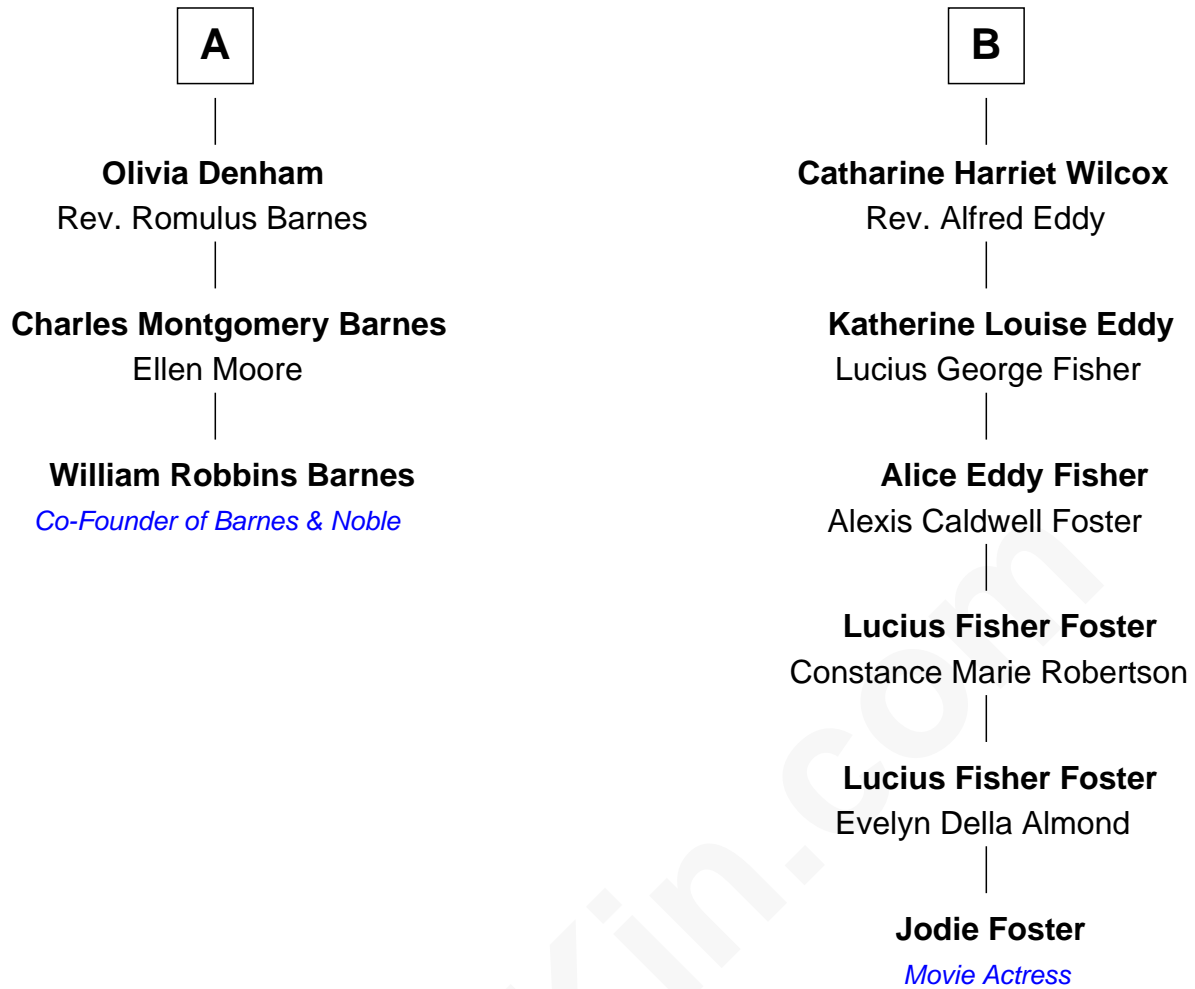 A
Olivia Denham
Rev. Romulus Barnes
Charles Montgomery Barnes
Ellen Moore
William Robbins Barnes
Co-Founder of Barnes & Noble
B
Catharine Harriet Wilcox
Rev. Alfred Eddy
Katherine Louise Eddy
Lucius George Fisher
Alice Eddy Fisher
Alexis Caldwell Foster
Lucius Fisher Foster
Constance Marie Robertson
Lucius Fisher Foster
Evelyn Della Almond
Jodie Foster
Movie Actress
Kin.com